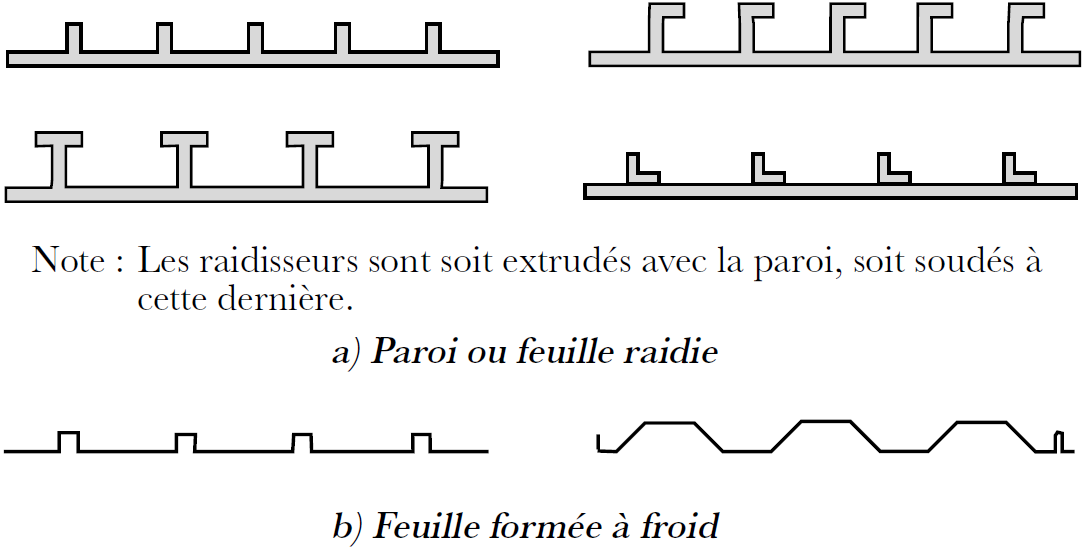 Note : Les raidisseurs sont soit extrudés avec la paroi, soit soudés à
cette dernière.
a) Paroi ou feuille raidie
b) Feuille formée à froid